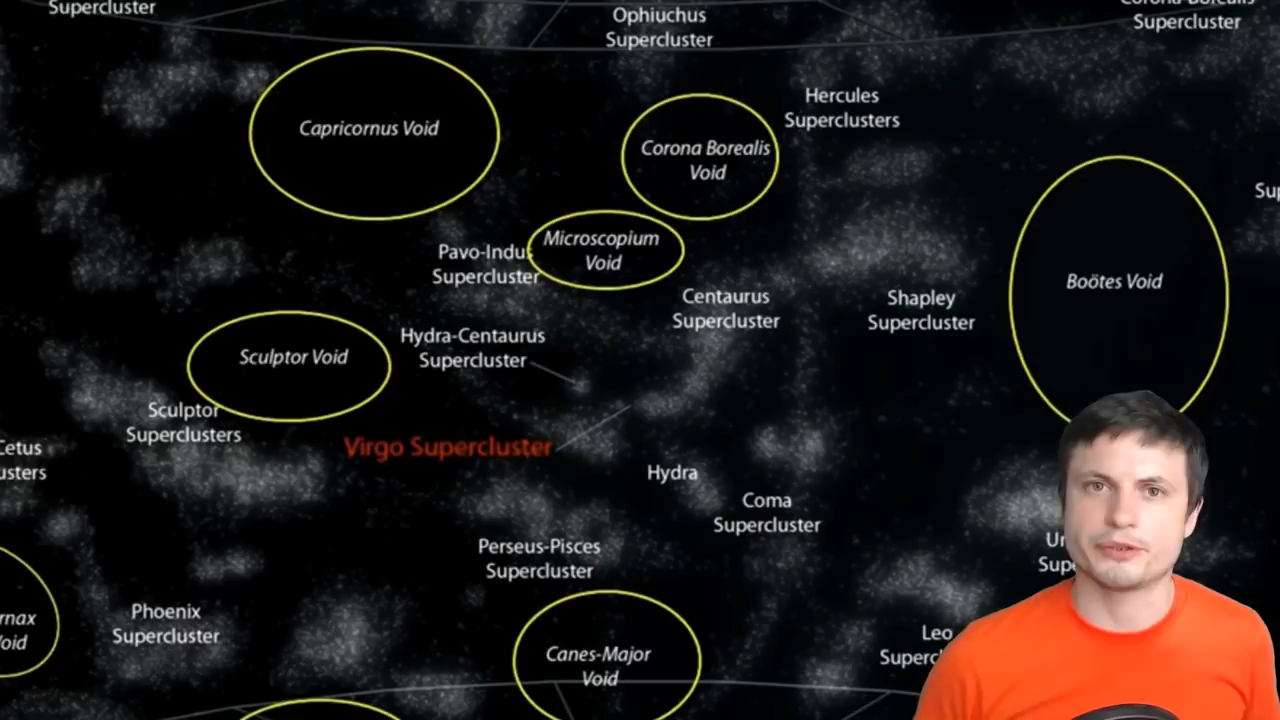 Supercluster
Ophiuchus
Supercluster
Supercluster
Hercules
Superclusters
Capricornus Void
Corona Borealis
Void
Microscopium
Void
Pavo-Indus
Supercluster
Boötes Void
Centaurus
Supercluster
Shapley
Supercluster
Hydra-Centaurus
Supercluster
Sculptor Void
Sculptor
Superclusters
Virgo Supercluster
Hydra
Coma
Supercluster
Perseus-Pisces
Supercluster
Phoenix
Supercluster
Canes-Major
Void
Leo